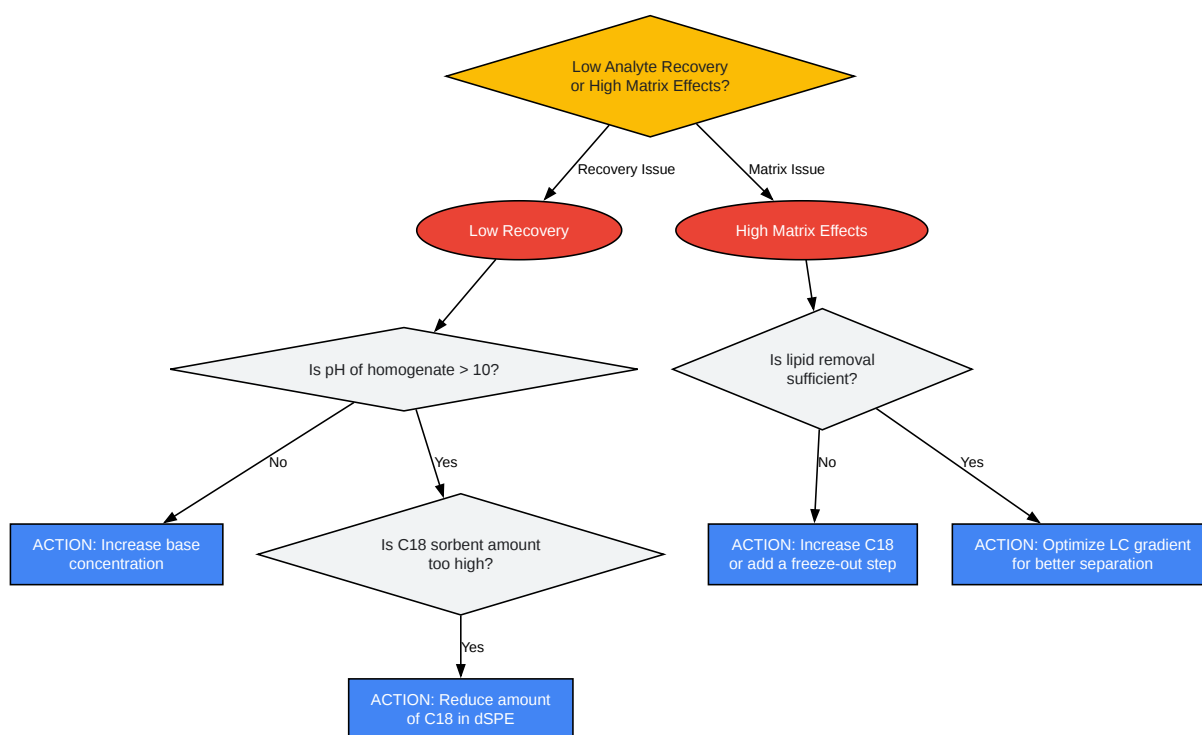 Low Analyte Recovery
or High Matrix Effects?
Recovery Issue
Matrix Issue
Low Recovery
High Matrix Effects
Is pH of homogenate > 10?
Is lipid removal
sufficient?
No
Yes
No
Yes
ACTION: Increase base
concentration
Is C18 sorbent amount
too high?
ACTION: Increase C18
or add a freeze-out step
ACTION: Optimize LC gradient
for better separation
Yes
ACTION: Reduce amount
of C18 in dSPE